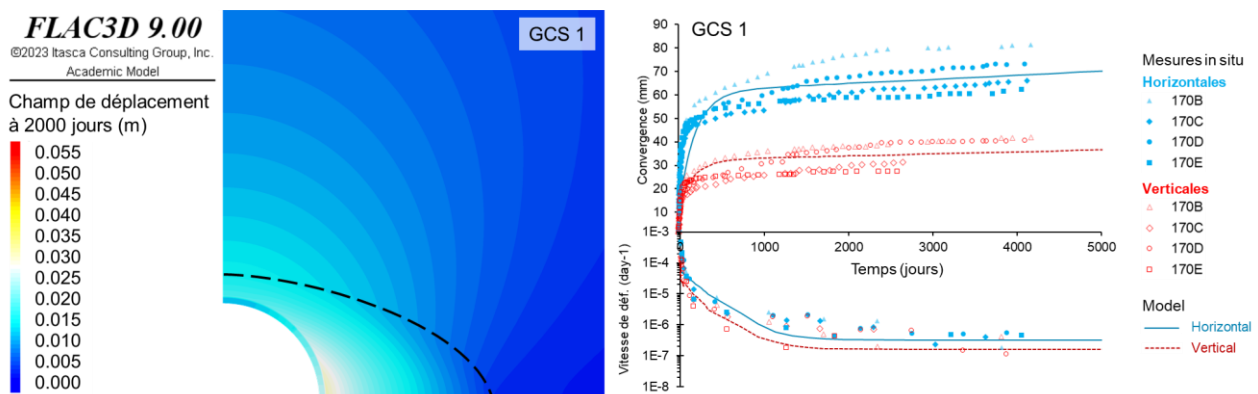 FLAC3D 9.00
©2023 Itasca Consulting Group, Inc.
Academic Model
Champ de déplacement
à 2000 jours (m)
0.055
0.050
0.045
0.040
0.035
0.030
0.025
0.020
0.015
0.010
0.005
0.000
GCS 1
GCS 1
Convergence (mm)
90
80
70
60
50
40
30
20
10
1E-3
0
1000
2000
3000
4000
5000
Temps (jours)
Vitesse de déf. (day-1)
1E-4
1E-5
1E-6
1E-7
1E-8
Mesures in situ
Horizontales
170B
170C
170D
170E
Verticales
170B
170C
170D
170E
Model
Horizontal
Vertical